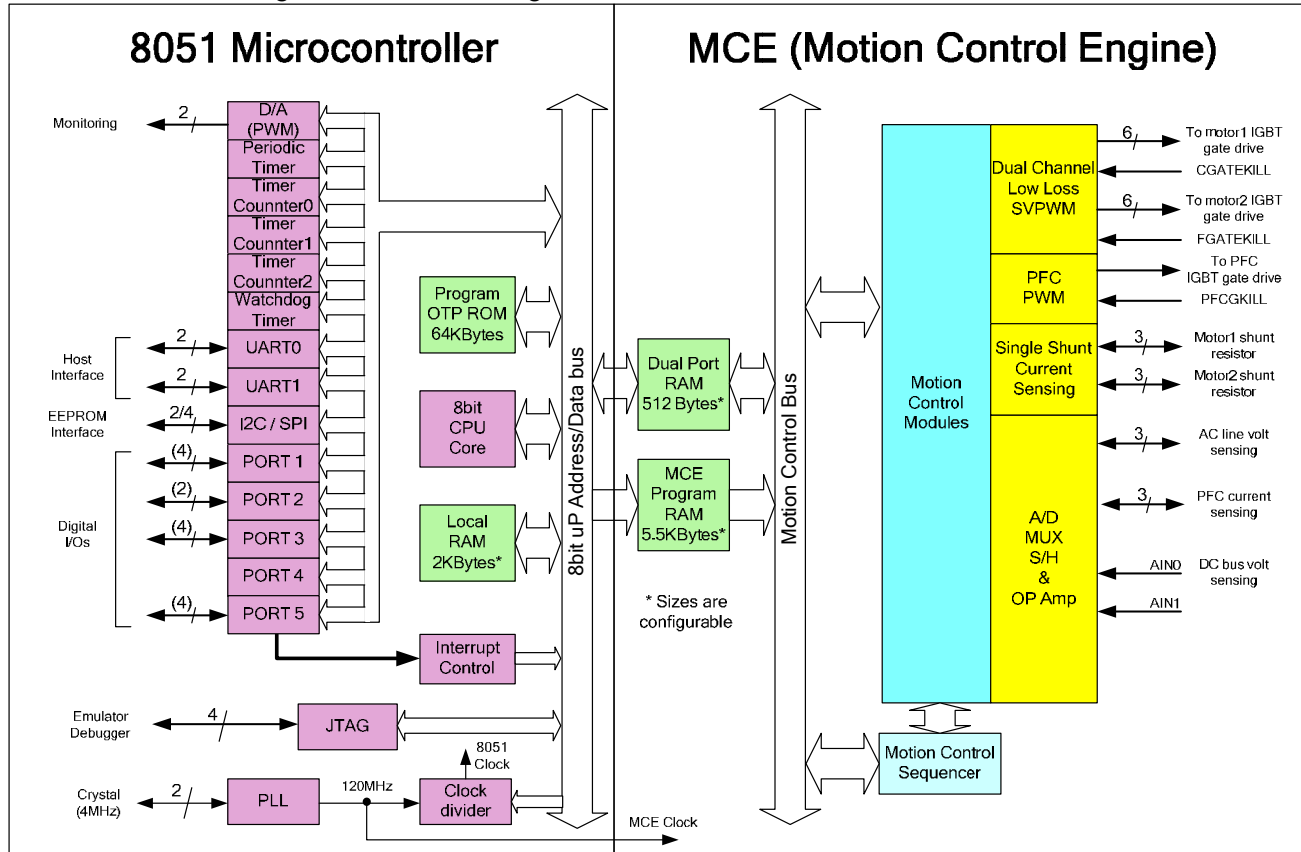 8051 Microcontroller
MCE (Motion Control Engine)
Monitoring
2
D/A
(PWM)
Periodic
Timer
Timer
Counnter0
Timer
Counnter1
Timer
Counnter2
Watchdog
Timer
Host
Interface
2
UART0
2
UART1
EEPROM
Interface
2/4
I2C / SPI
Digital
I/Os
(4)
PORT 1
(2)
PORT 2
(4)
PORT 3
PORT 4
(4)
PORT 5
Program
OTP ROM
64KBytes
8bit
CPU
Core
Local
RAM
2KBytes*
Interrupt
Control
Emulator
Debugger
4
JTAG
Crystal
(4MHz)
2
PLL
120MHz
8051
Clock
Clock
divider
MCE Clock
8bit uP Address/Data bus
Dual Port
RAM
512 Bytes*
MCE
Program
RAM
5.5KBytes*
* Sizes are
configurable
Motion Control Bus
Motion
Control
Modules
Motion Control
Sequencer
Dual Channel
Low Loss
SVPWM
PFC
PWM
Single Shunt
Current
Sensing
A/D
MUX
S/H
&
OP Amp
6
To motor1 IGBT
gate drive
CGATEKILL
6
To motor2 IGBT
gate drive
FGATEKILL
To PFC
IGBT gate drive
PFCGKILL
3
Motor1 shunt
resistor
3
Motor2 shunt
resistor
3
AC line volt
sensing
3
PFC current
sensing
AIN0
DC bus volt
sensing
AIN1